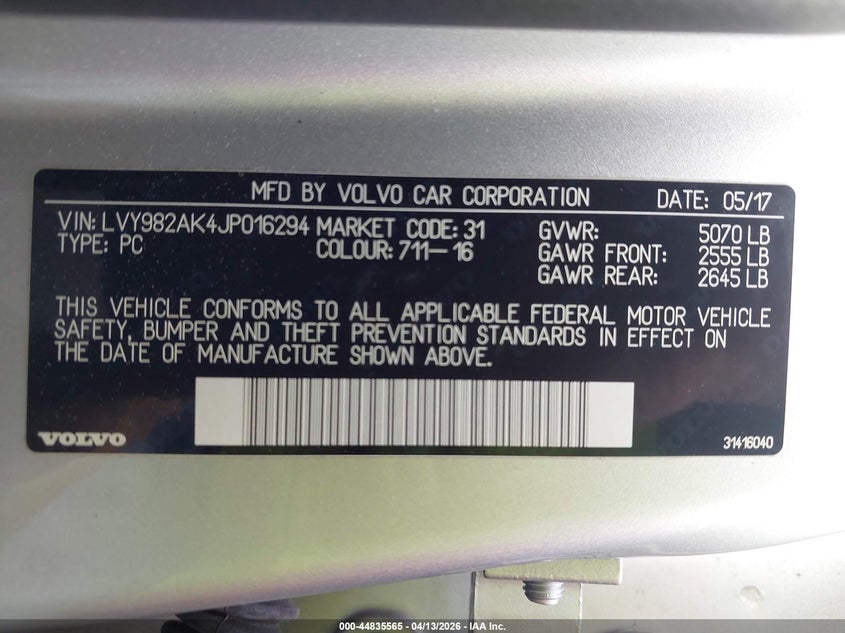 MFD BY VOLVO CAR CORPORATION DATE: 05/17
VIN: LVY982AK4JP016294 MARKET CODE: 31 GVWR: 5070 LB
TYPE: PC COLOUR: 711-16 GAWR FRONT: 2555 LB
GAWR REAR: 2645 LB
THIS VEHICLE CONFORMS TO ALL APPLICABLE FEDERAL MOTOR VEHICLE
SAFETY, BUMPER AND THEFT PREVENTION STANDARDS IN EFFECT ON
THE DATE OF MANUFACTURE SHOWN ABOVE.
VOLVO 31416040
000-44835565 - 04/13/2026 - IAA Inc.